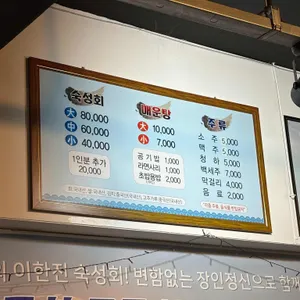 숙성회
大 80,000
中 60,000
小 40,000
1인분 추가
20,000
매운탕
大 10,000
小 7,000
공기밥 1,000
라면사리 1,000
초밥용밥 2,000
주류
소주 5,000
맥주 5,000
청하 5,000
백세주 7,000
막걸리 4,000
음료 2,000
이한진 숙성회! 변함없는 장인정신으로 함께